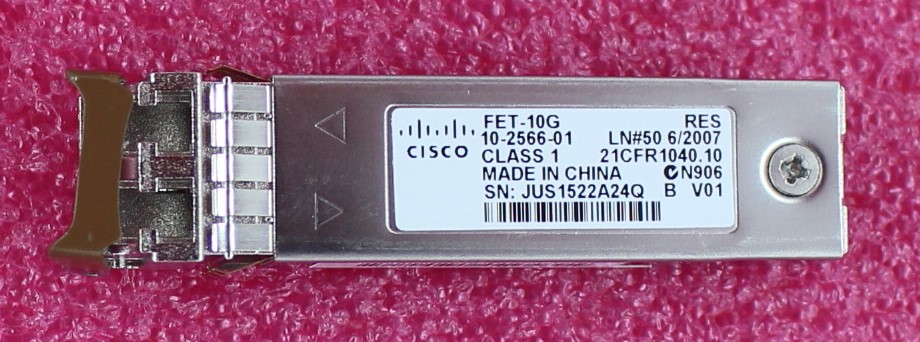 FET-10G RES
10-2566-01 LN#50 6/2007
CISCO
CLASS 1 21CFR1040.10
MADE IN CHINA N906
SN: JUS1522A24Q B V01